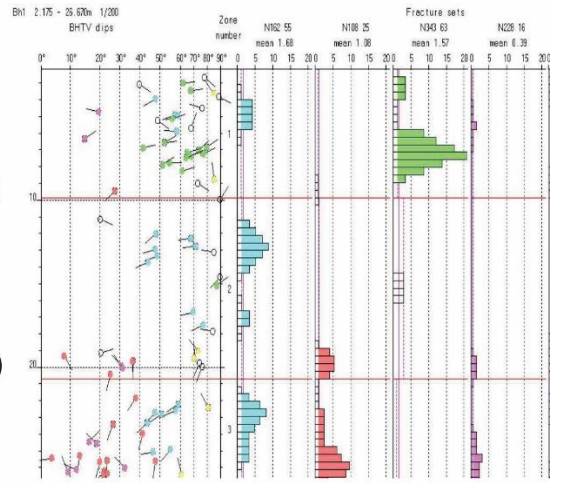 Bh1 2.175 - 26.670m 1/200
BHTV dips
Zone number
Fracture sets
N162 55
mean 1.68
N108 25
mean 1.08
N343 63
mean 1.57
N228 16
mean 0.39
0° 10° 20° 30° 40° 50° 60° 70° 80° 90°
0 5 10 15 20
0 5 10 15 20
0 5 10 15 20
0 5 10 15 20
1
10
2
20
3